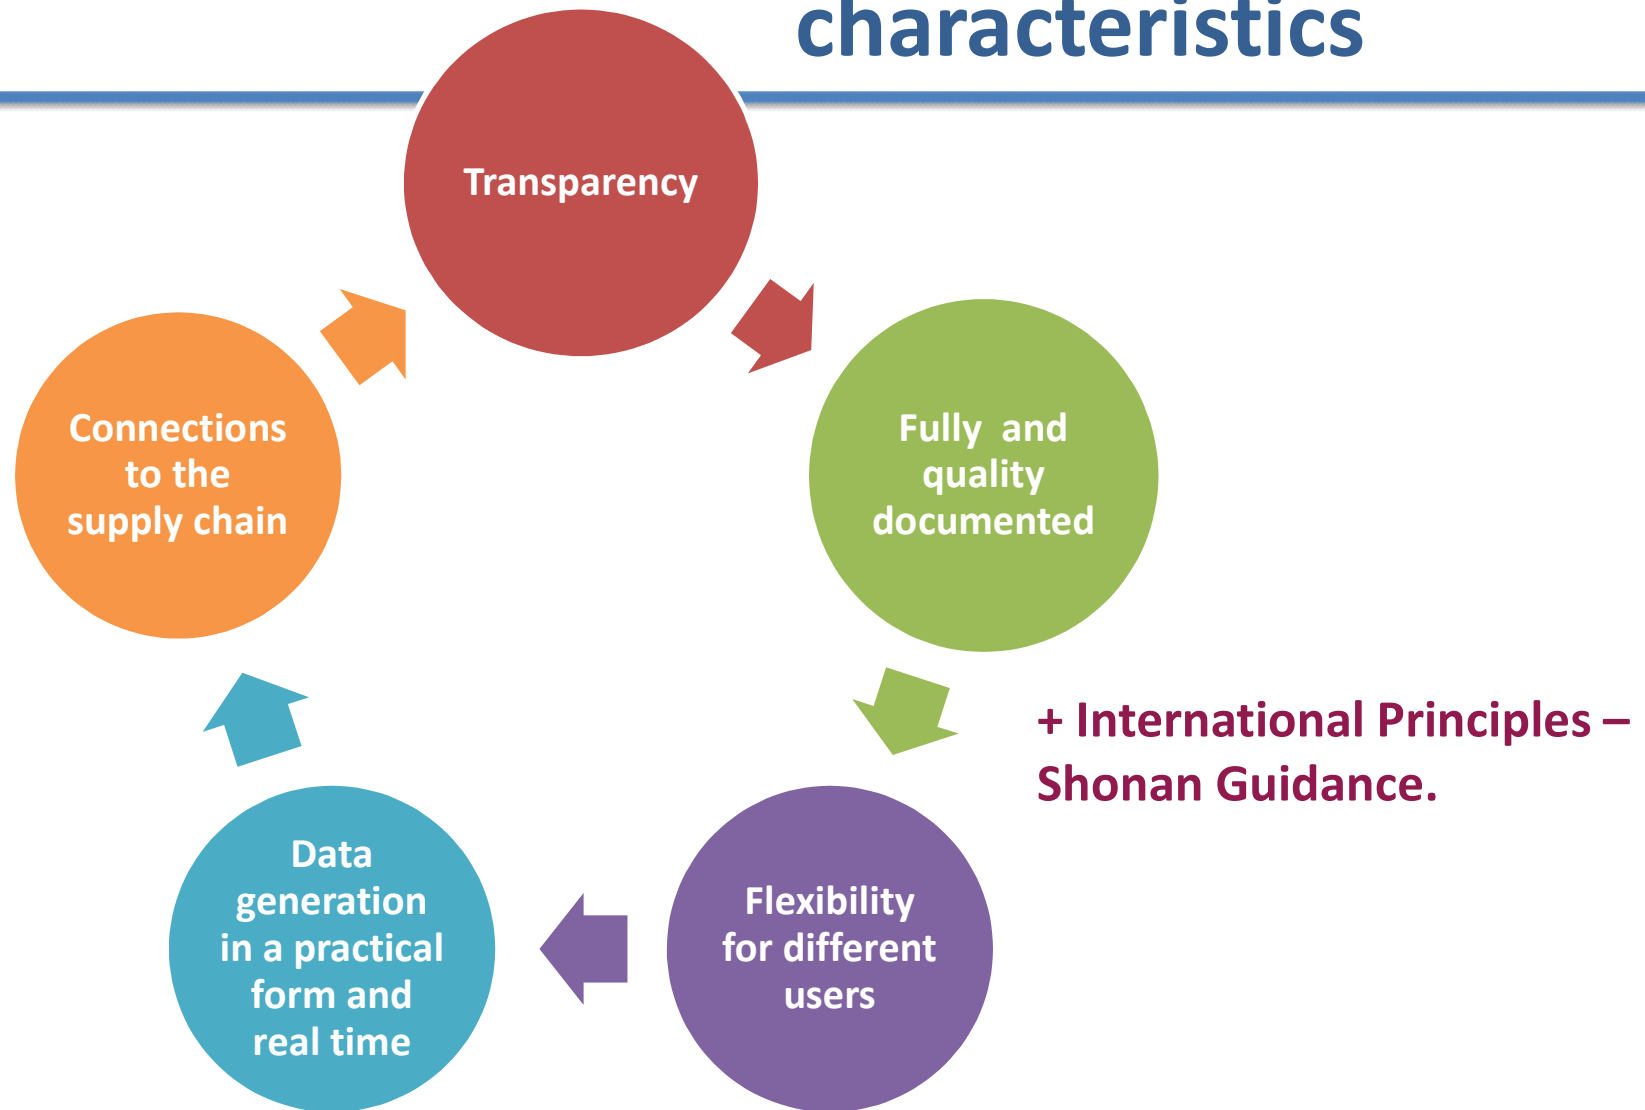 characteristics
Transparency
Fully and
quality
documented
+ International Principles –
Shonan Guidance.
Flexibility
for different
users
Data
generation
in a practical
form and
real time
Connections
to the
supply chain